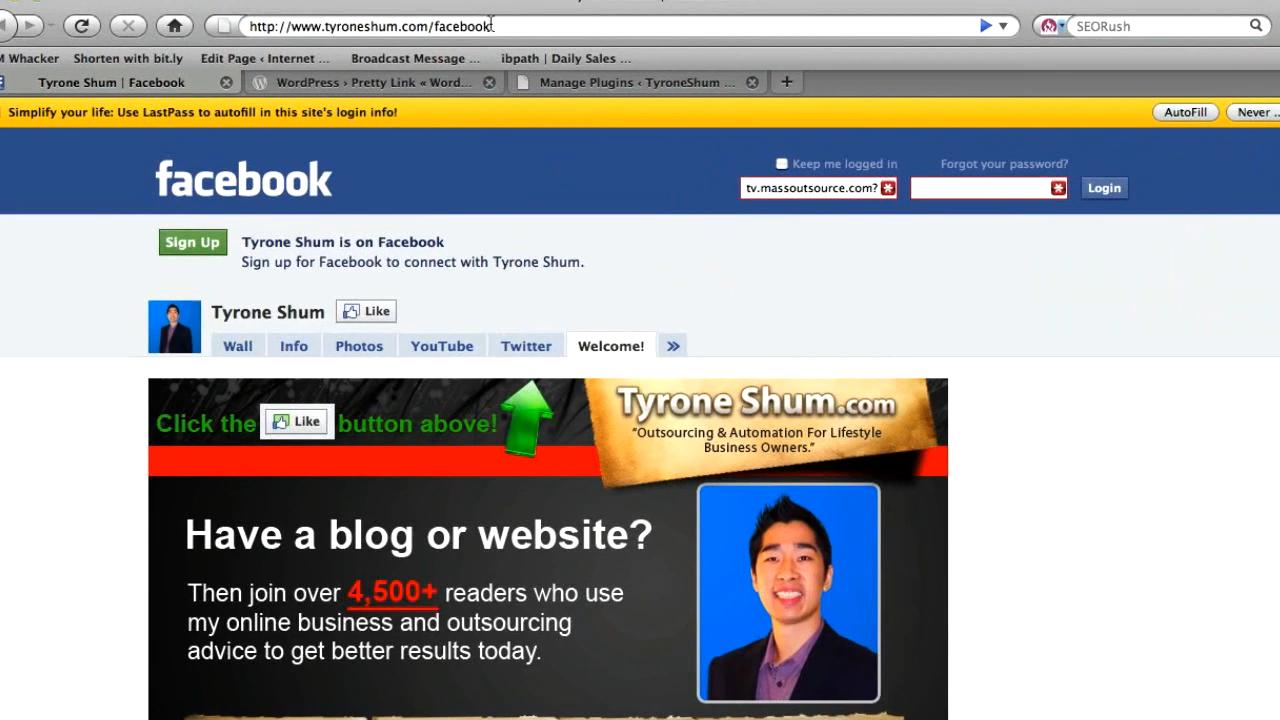 http://www.tyroneshum.com/facebook
SEORush
M Whacker Shorten with bit.ly Edit Page ‹ Internet ... Broadcast Message ... ibpath | Daily Sales ...
Tyrone Shum | Facebook WordPress › Pretty Link « Word... Manage Plugins ‹ TyroneShum ...
Simplify your life: Use LastPass to autofill in this site's login info! AutoFill Never ...
facebook
Keep me logged in Forgot your password?
tv.massoutsource.com? Login
Sign Up Tyrone Shum is on Facebook
Sign up for Facebook to connect with Tyrone Shum.
Tyrone Shum Like
Wall Info Photos YouTube Twitter Welcome! »
Click the Like button above!
Tyrone Shum.com
"Outsourcing & Automation For Lifestyle
Business Owners."
Have a blog or website?
Then join over 4,500+ readers who use
my online business and outsourcing
advice to get better results today.